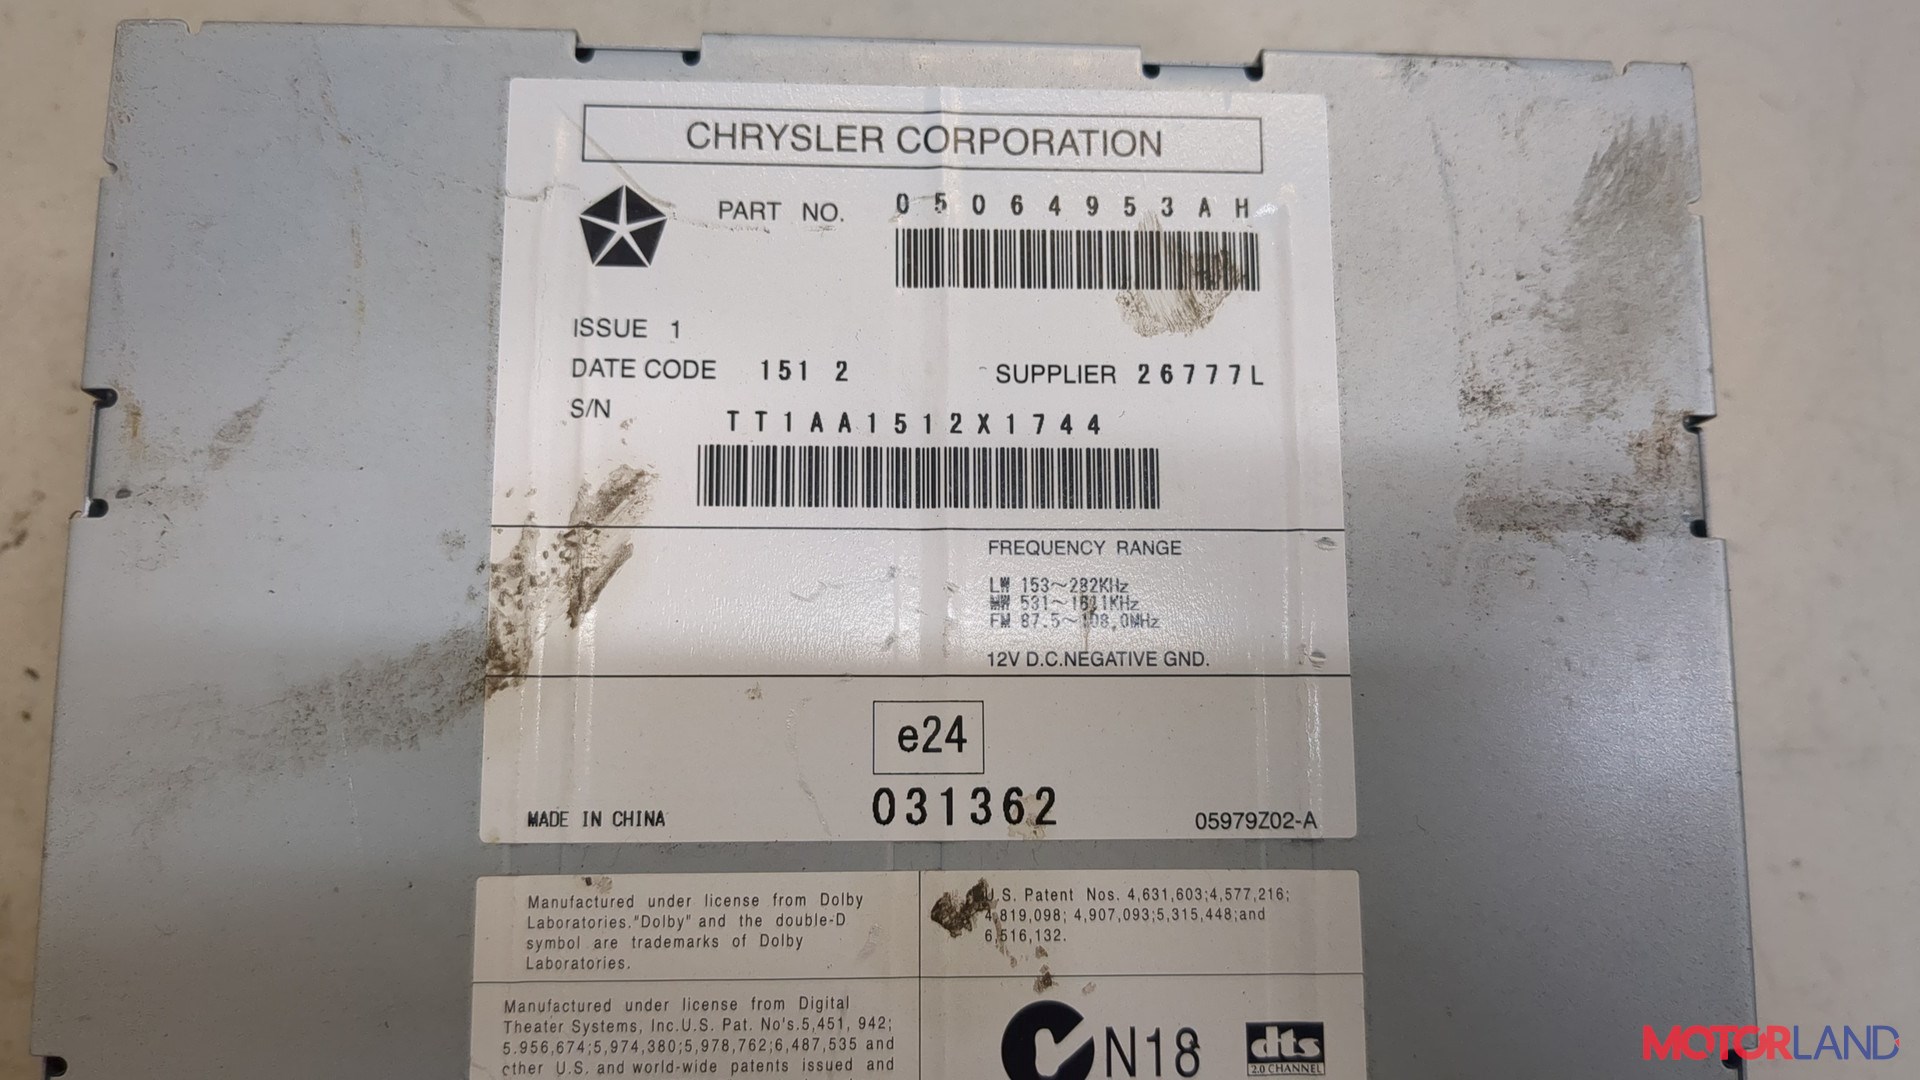 CHRYSLER CORPORATION
PART NO. 05064953AH
ISSUE 1
DATE CODE 151 2 SUPPLIER 26777L
S/N
TT1AA1512X1744
FREQUENCY RANGE
LW 153~282KHz
MW 531~1611KHz
FM 87.5~108.0MHz
12V D.C.NEGATIVE GND.
e24
031362
MADE IN CHINA
05979Z02-A
Manufactured under license from Dolby
Laboratories."Dolby" and the double-D
symbol are trademarks of Dolby
Laboratories.
U.S. Patent Nos. 4,631,603;4,577,216;
4,819,098; 4,907,093;5,315,448;and
6,516,132.
Manufactured under license from Digital
Theater Systems, Inc.U.S. Pat. No's.5,451, 942;
5.956,674;5,974,380;5,978,762;6,487,535 and
other U.S. and world-wide patents issued and
N18
dts
2.0 CHANNEL
MOTORLAND